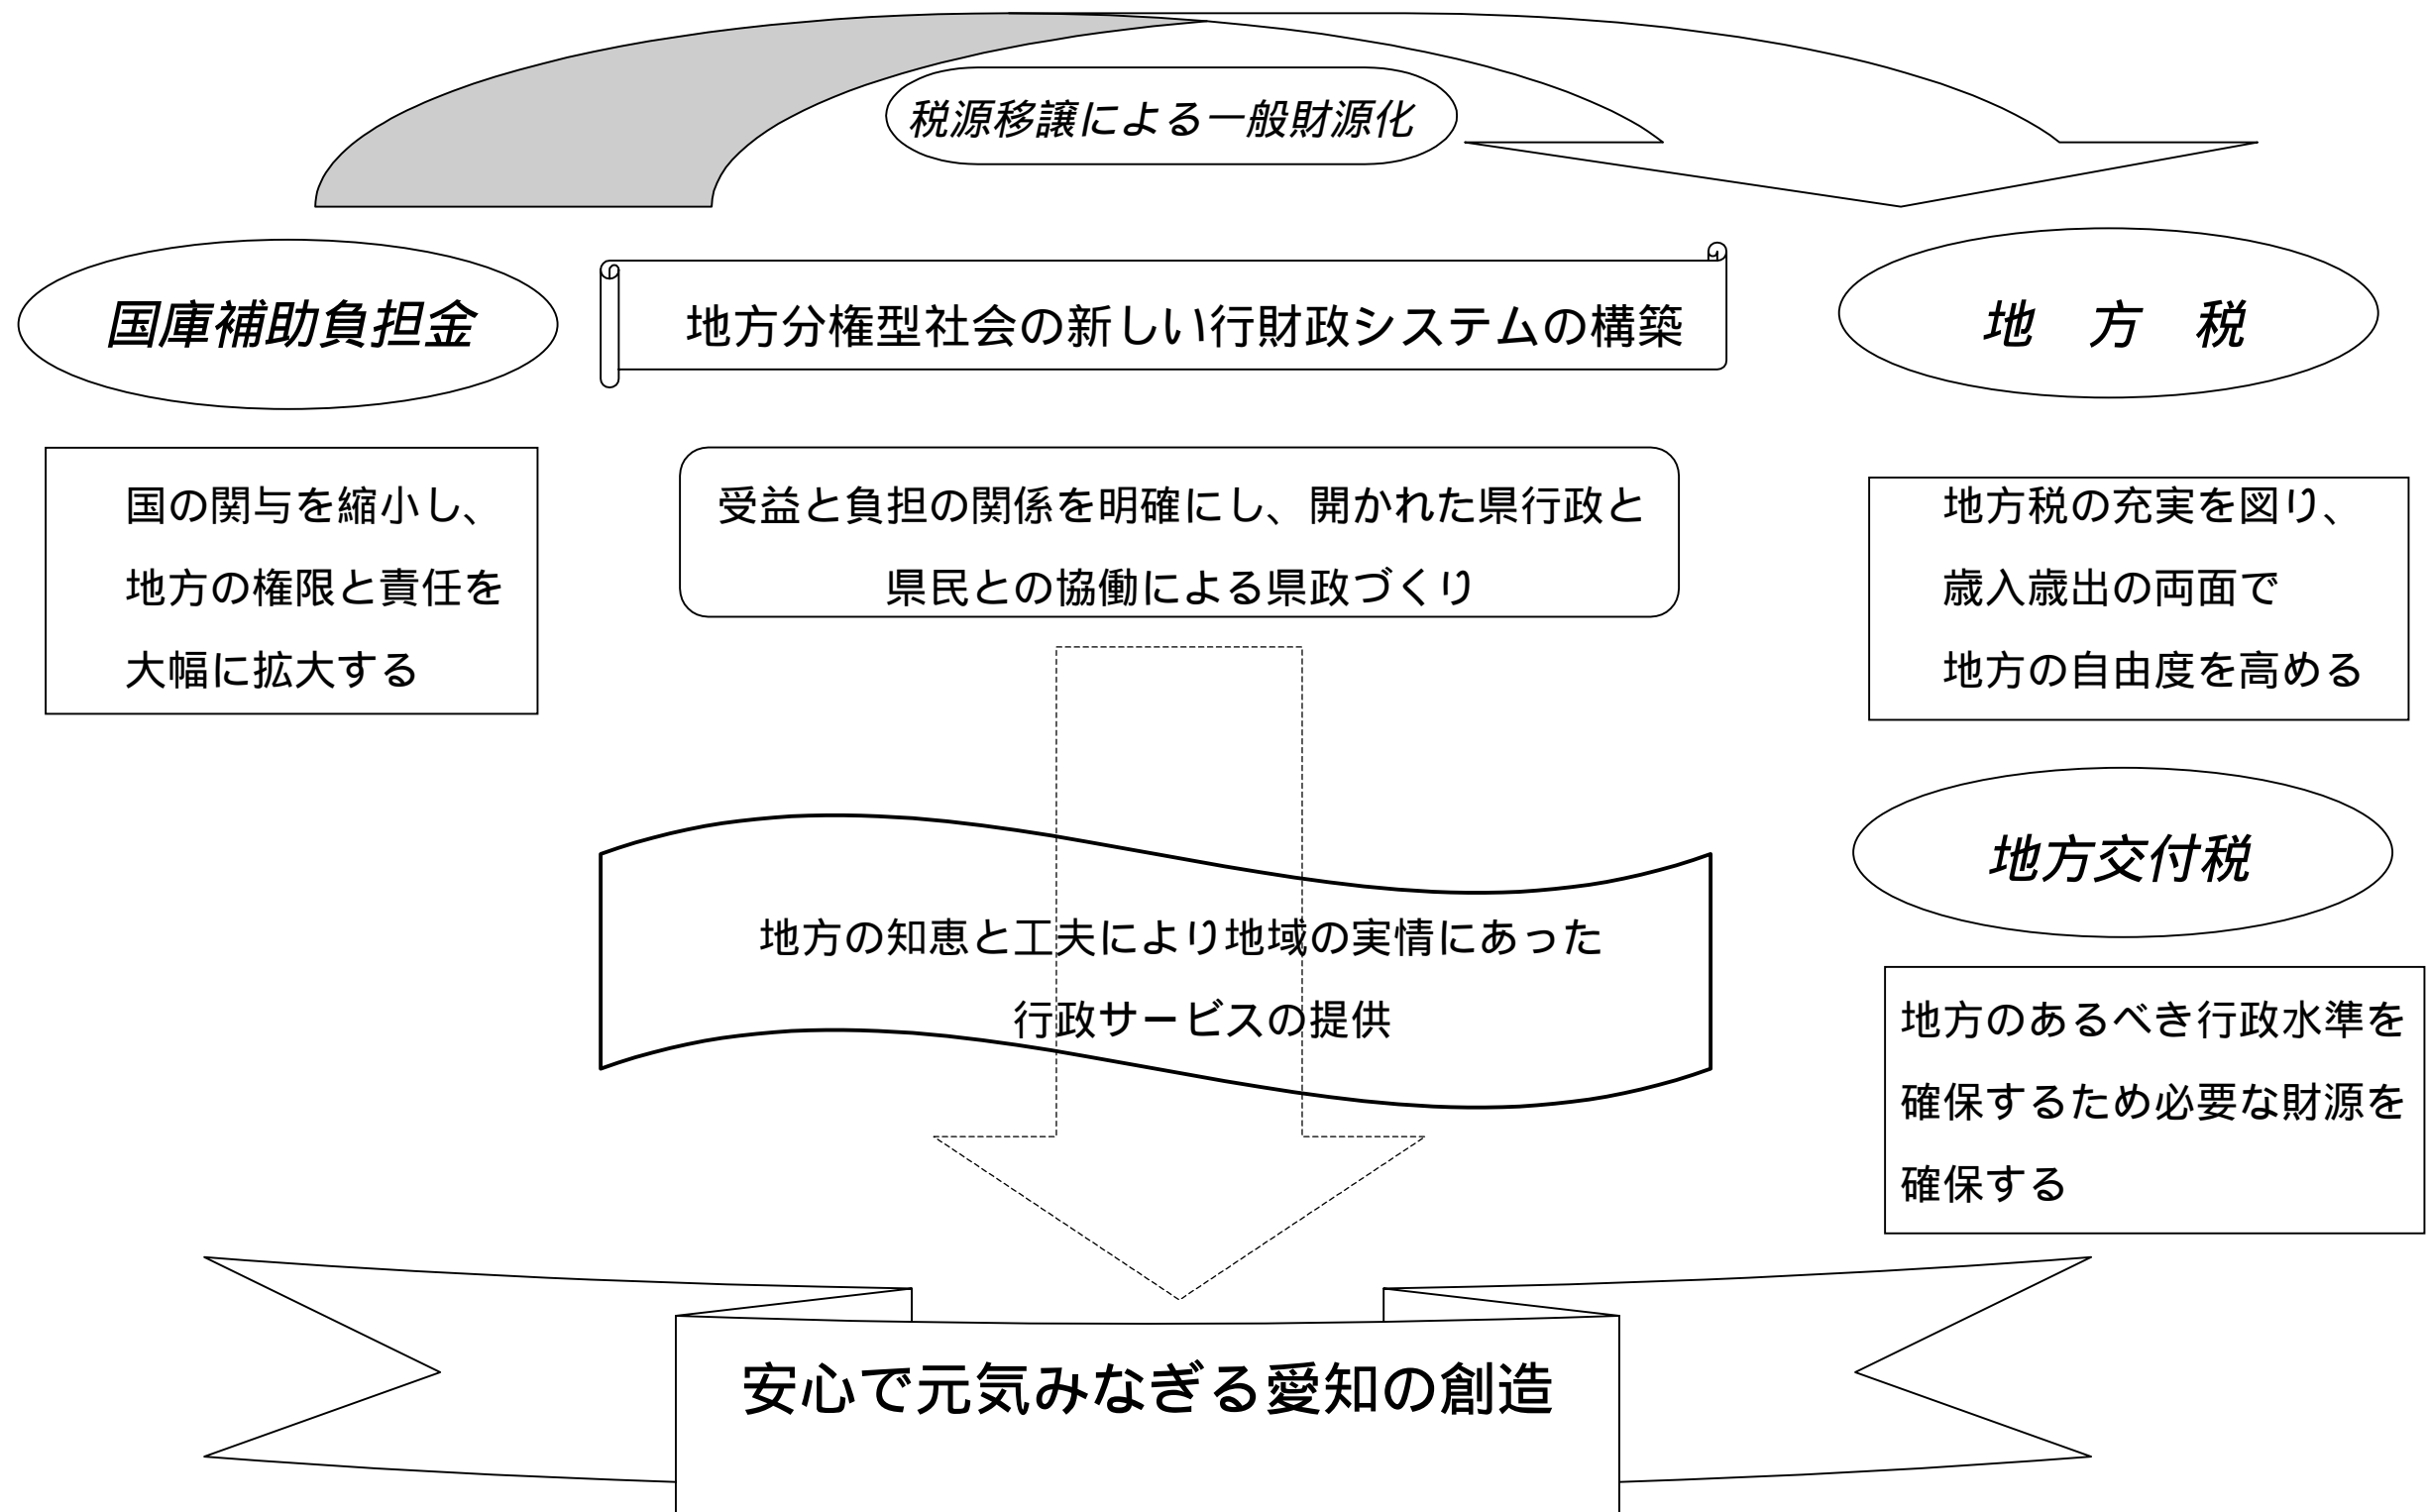 税源移譲による一般財源化
国庫補助負担金
地方分権型社会の新しい行財政システムの構築
地　方　税
国の関与を縮小し、
地方の権限と責任を
大幅に拡大する
受益と負担の関係を明確にし、開かれた県行政と
県民との協働による県政づくり
地方税の充実を図り、
歳入歳出の両面で
地方の自由度を高める
地方交付税
地方のあるべき行政水準を
確保するため必要な財源を
確保する
地方の知恵と工夫により地域の実情にあった
行政サービスの提供
安心で元気みなぎる愛知の創造